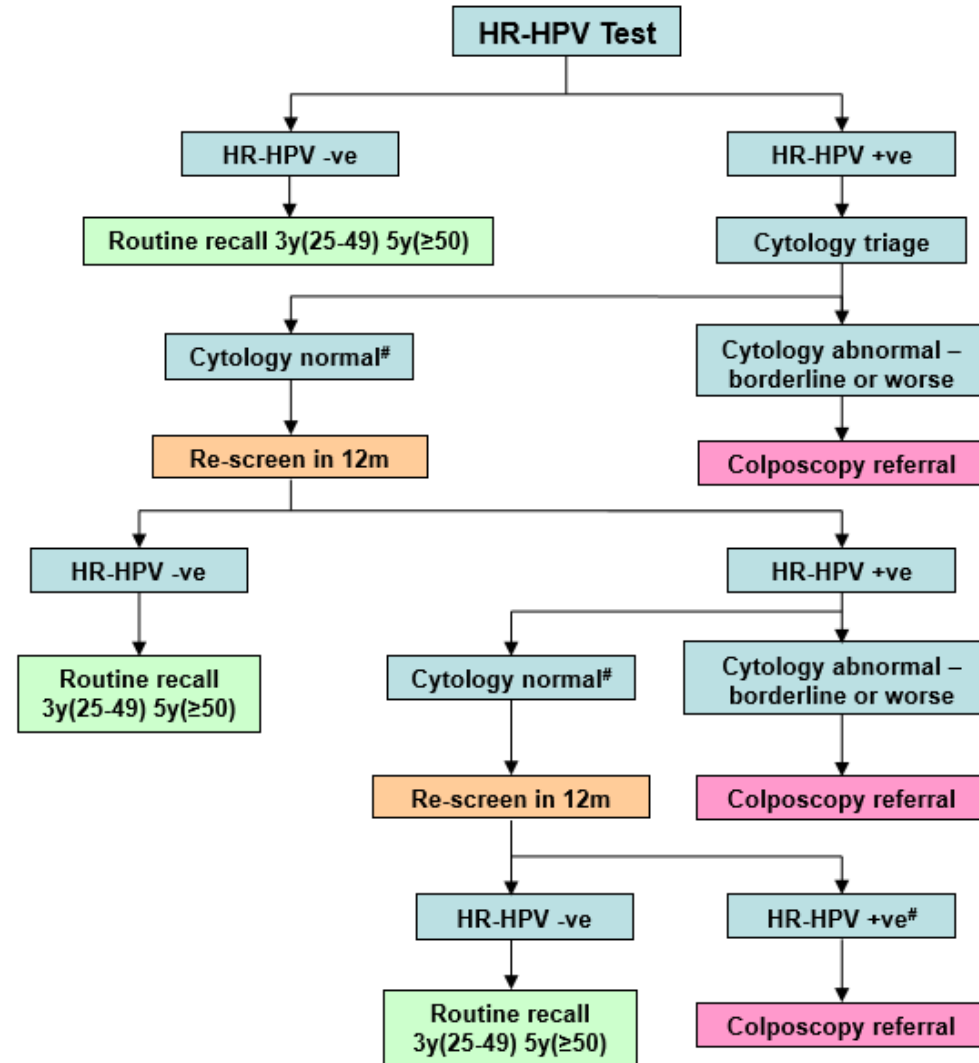 HR-HPV Test
HR-HPV -ve
HR-HPV +ve
Routine recall 3y(25-49) 5y(≥50)
Cytology triage
Cytology normal#
Cytology abnormal –
borderline or worse
Re-screen in 12m
Colposcopy referral
HR-HPV -ve
HR-HPV +ve
Routine recall
3y(25-49) 5y(≥50)
Cytology normal#
Cytology abnormal –
borderline or worse
Re-screen in 12m
Colposcopy referral
HR-HPV -ve
HR-HPV +ve#
Routine recall
3y(25-49) 5y(≥50)
Colposcopy referral